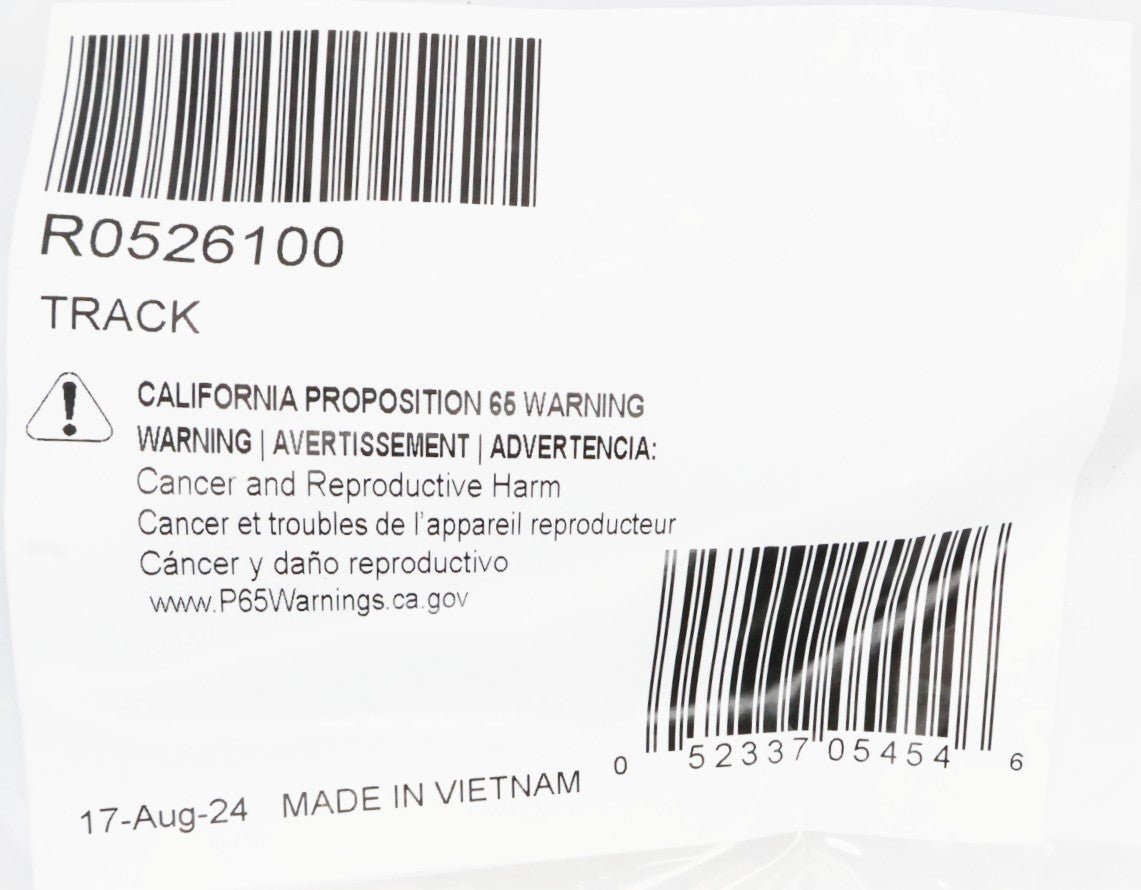 R0526100
TRACK
CALIFORNIA PROPOSITION 65 WARNING
WARNING | AVERTISSEMENT | ADVERTENCIA:
Cancer and Reproductive Harm
Cancer et troubles de l'appareil reproducteur
Cáncer y daño reproductivo
www.P65Warnings.ca.gov
0 52337 05454 6
17-Aug-24 MADE IN VIETNAM